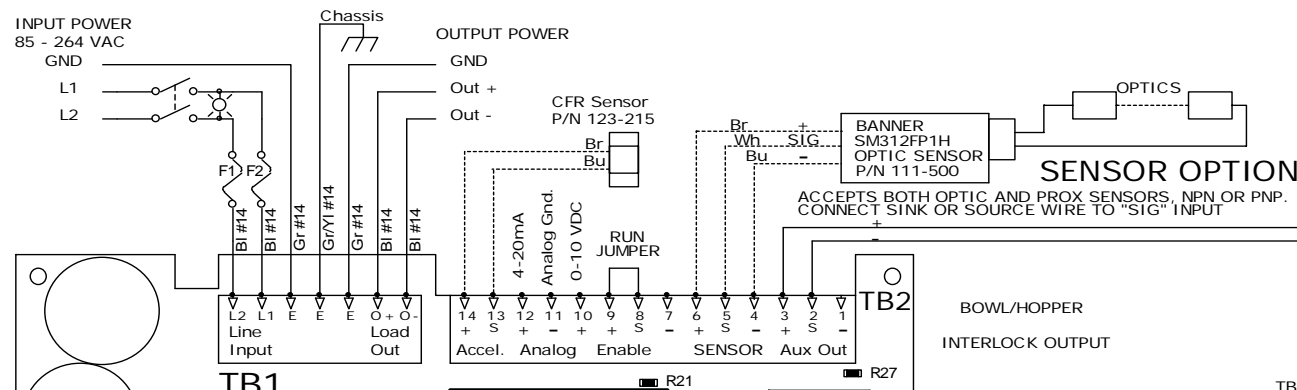 INPUT POWER
85 - 264 VAC
GND
L1
L2
Chassis
OUTPUT POWER
GND
Out +
Out -
F1
F2
Bl #14
Bl #14
Gr #14
Gr/Yl #14
Gr #14
Bl #14
Bl #14
CFR Sensor
P/N 123-215
Br
Bu
4-20mA
Analog Gnd.
0-10 VDC
RUN
JUMPER
Br +
Wh SIG
Bu -
BANNER
SM312FP1H
OPTIC SENSOR
P/N 111-500
OPTICS
SENSOR OPTION
ACCEPTS BOTH OPTIC AND PROX SENSORS, NPN OR PNP.
CONNECT SINK OR SOURCE WIRE TO "SIG" INPUT
+
-
L2 L1 E E E O+ O-
Line Load
Input Out
TB1
14 13 12 11 10 9 8 7 6 5 4 3 2 1
+ S + - + + S - + S - + S -
Accel. Analog Enable SENSOR Aux Out
TB2
BOWL/HOPPER
INTERLOCK OUTPUT
R21
R27
TB